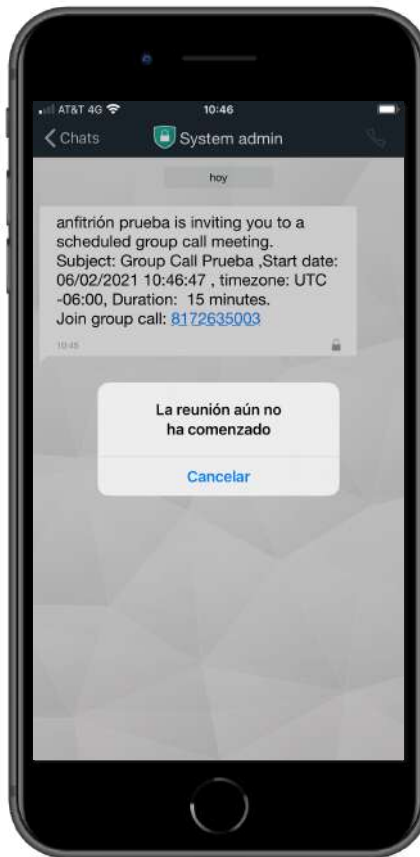 AT&T 4G 10:46
Chats System admin
hoy
anfitrión prueba is inviting you to a
scheduled group call meeting.
Subject: Group Call Prueba ,Start date:
06/02/2021 10:46:47 , timezone: UTC
-06:00, Duration: 15 minutes.
Join group call: 8172635003
La reunión aún no
ha comenzado
Cancelar